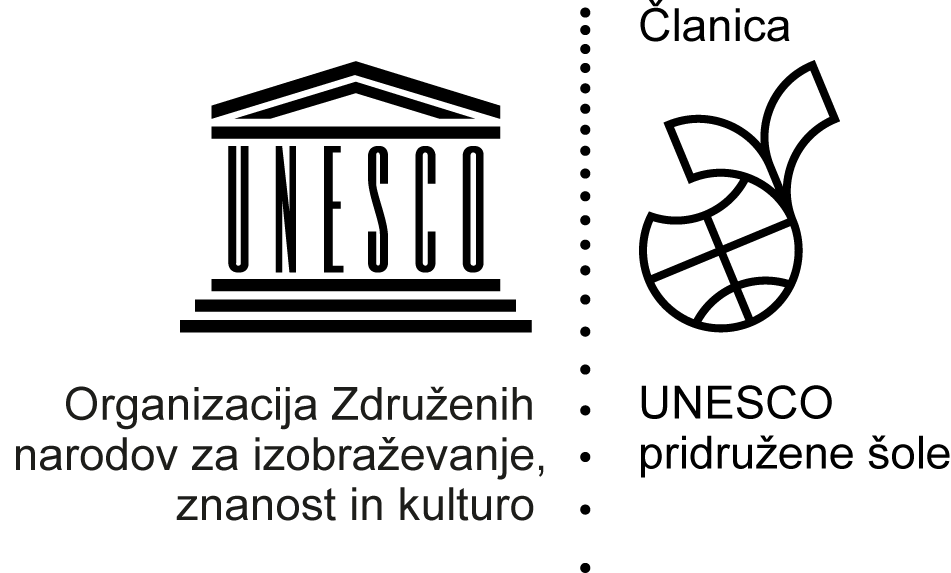 UNESCO
Organizacija Združenih
narodov za izobraževanje,
znanost in kulturo
Članica
UNESCO
pridružene šole